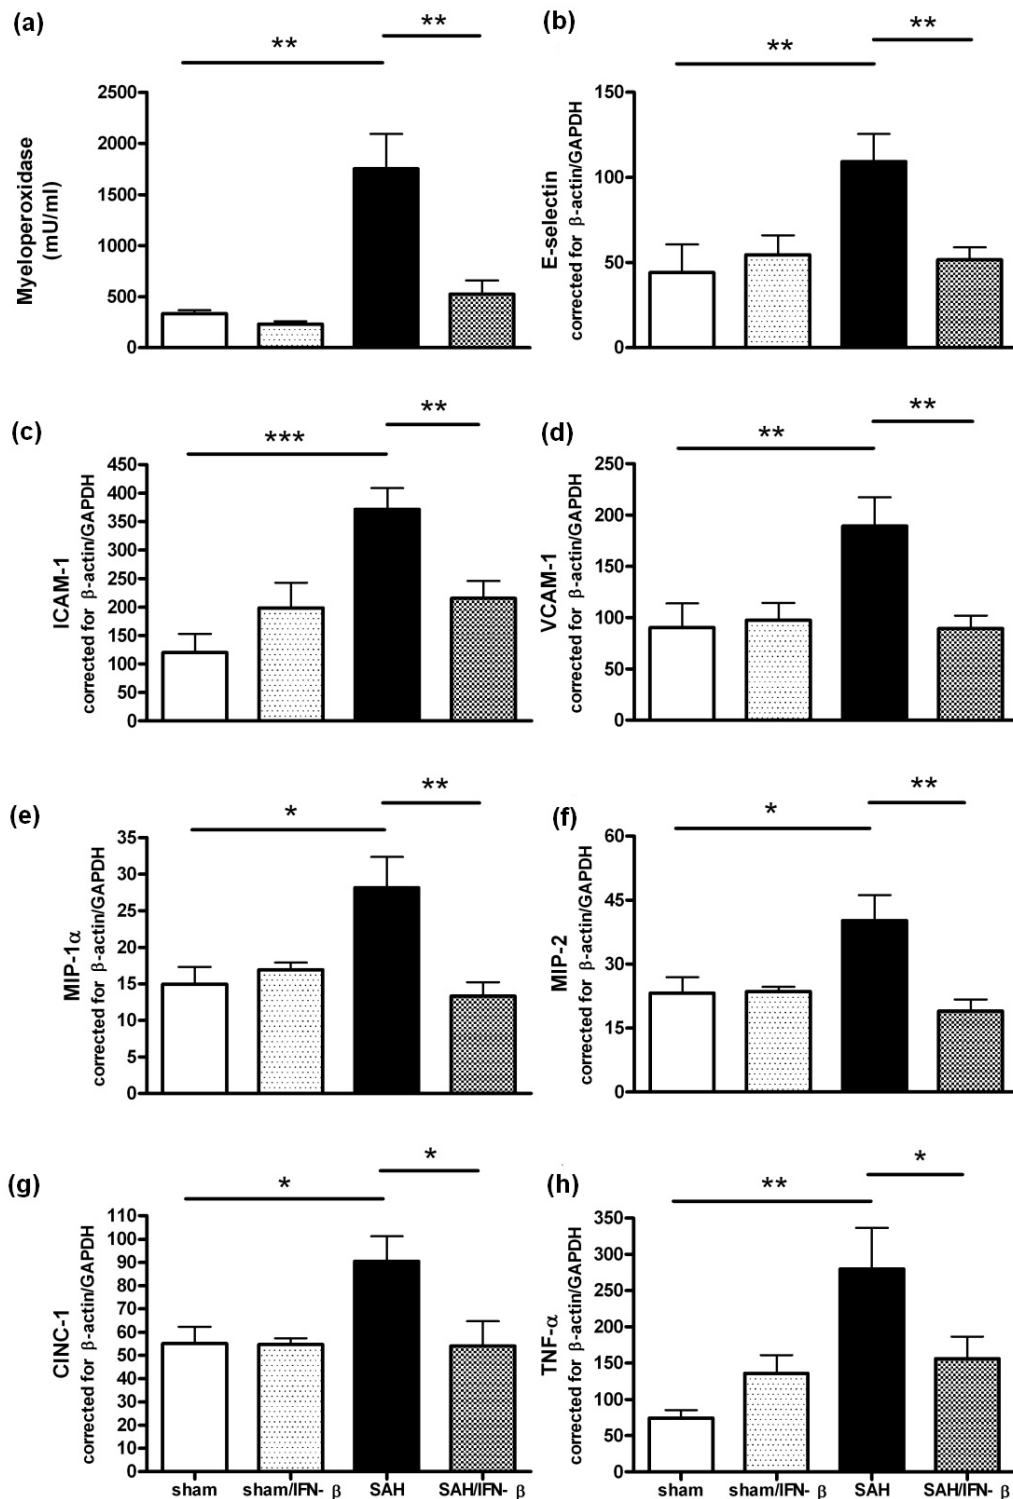 (a)
**
**
Myeloperoxidase
(mU/ml)
2500
2000
1500
1000
500
0
(b)
**
**
E-selectin
corrected for β-actin/GAPDH
150
100
50
0
(c)
***
**
ICAM-1
corrected for β-actin/GAPDH
450
400
350
300
250
200
150
100
50
0
(d)
**
**
VCAM-1
corrected for β-actin/GAPDH
250
200
150
100
50
0
(e)
*
**
MIP-1α
corrected for β-actin/GAPDH
35
30
25
20
15
10
5
0
(f)
*
**
MIP-2
corrected for β-actin/GAPDH
60
45
30
15
0
(g)
*
*
CINC-1
corrected for β-actin/GAPDH
110
100
90
80
70
60
50
40
30
20
10
0
sham sham/IFN- β SAH SAH/IFN- β
(h)
**
*
TNF-α
corrected for β-actin/GAPDH
350
300
250
200
150
100
50
0
sham sham/IFN- β SAH SAH/IFN- β